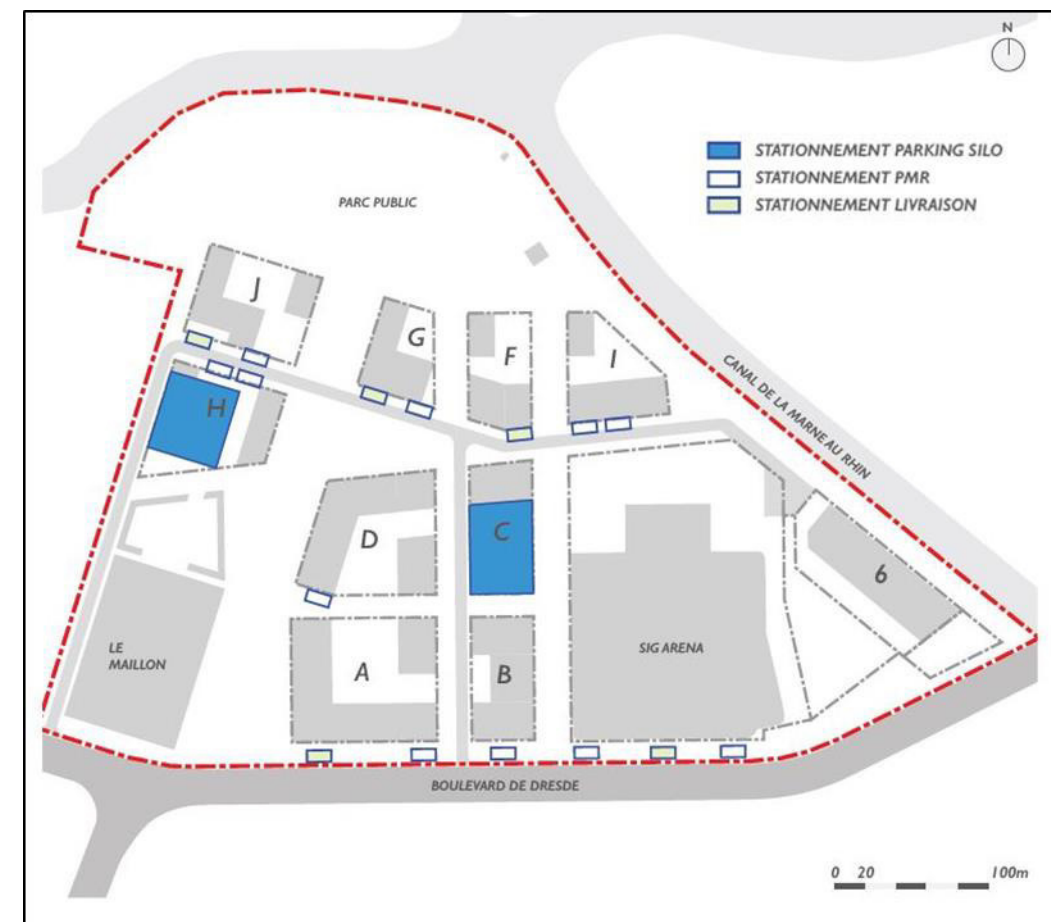 N
STATIONNEMENT PARKING SILO
STATIONNEMENT PMR
STATIONNEMENT LIVRAISON
PARC PUBLIC
J
G
F
I
CANAL DE LA MARNE AU RHIN
H
D
C
6
LE
MAILLON
A
B
SIG ARENA
BOULEVARD DE DRESDE
0 20 100m